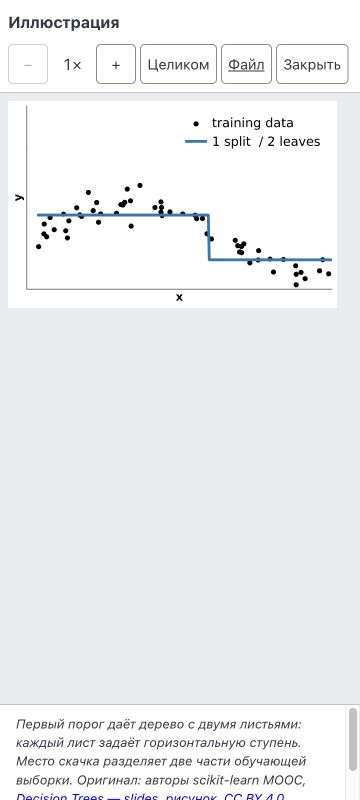 Иллюстрация
− 1× + Целиком Файл Закрыть
training data
1 split / 2 leaves
y
x
Первый порог даёт дерево с двумя листьями:
каждый лист задаёт горизонтальную ступень.
Место скачка разделяет две части обучающей
выборки. Оригинал: авторы scikit-learn MOOC,
Decision Trees — slides, рисунок, CC BY 4.0